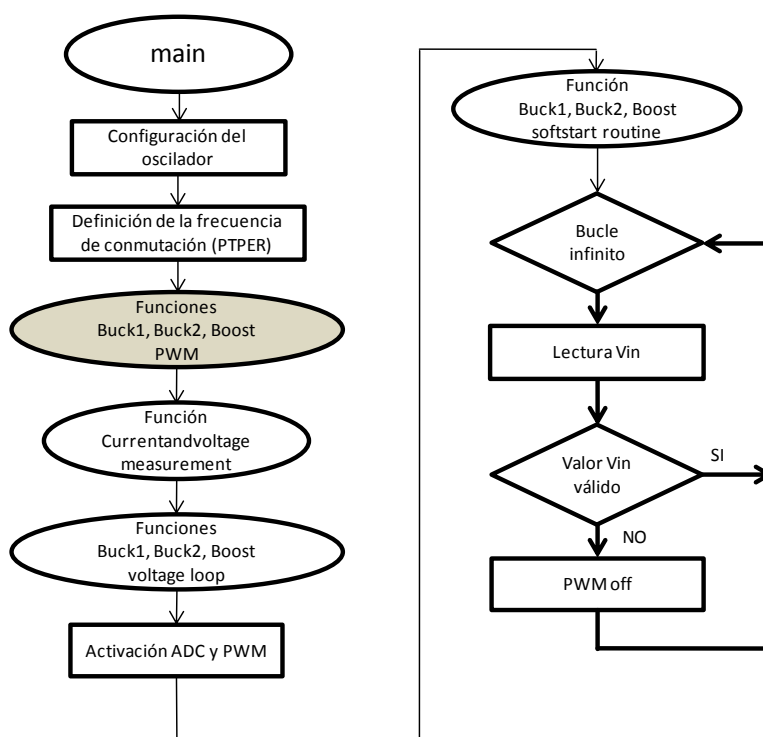 main
Configuración del
oscilador
Definición de la frecuencia
de conmutación (PTPER)
Funciones
Buck1, Buck2, Boost
PWM
Función
Currentandvoltage
measurement
Funciones
Buck1, Buck2, Boost
voltage loop
Activación ADC y PWM
Función
Buck1, Buck2, Boost
softstart routine
Bucle
infinito
Lectura Vin
Valor Vin
válido
SI
NO
PWM off